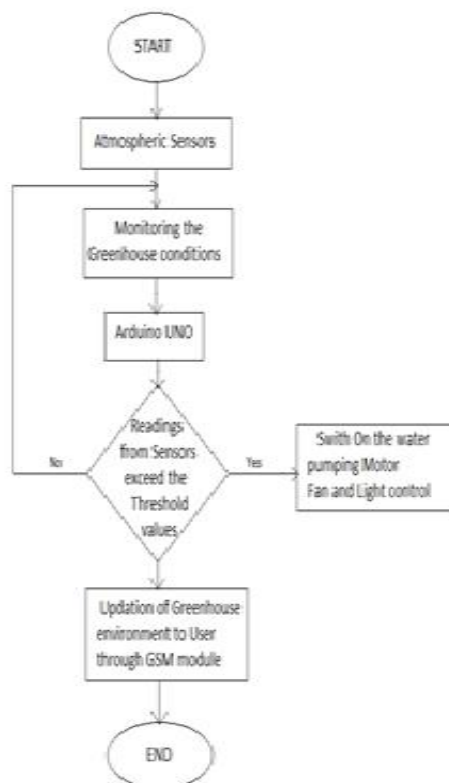 START
Atmospheric Sensors
Monitoring the
Greenhouse conditions
Arduino UNO
Readings
from Sensors
exceed the
Threshold
values
No
Yes
Swith On the water
pumping Motor
Fan and Light control
Updation of Greenhouse
environment to User
through GSM module
END